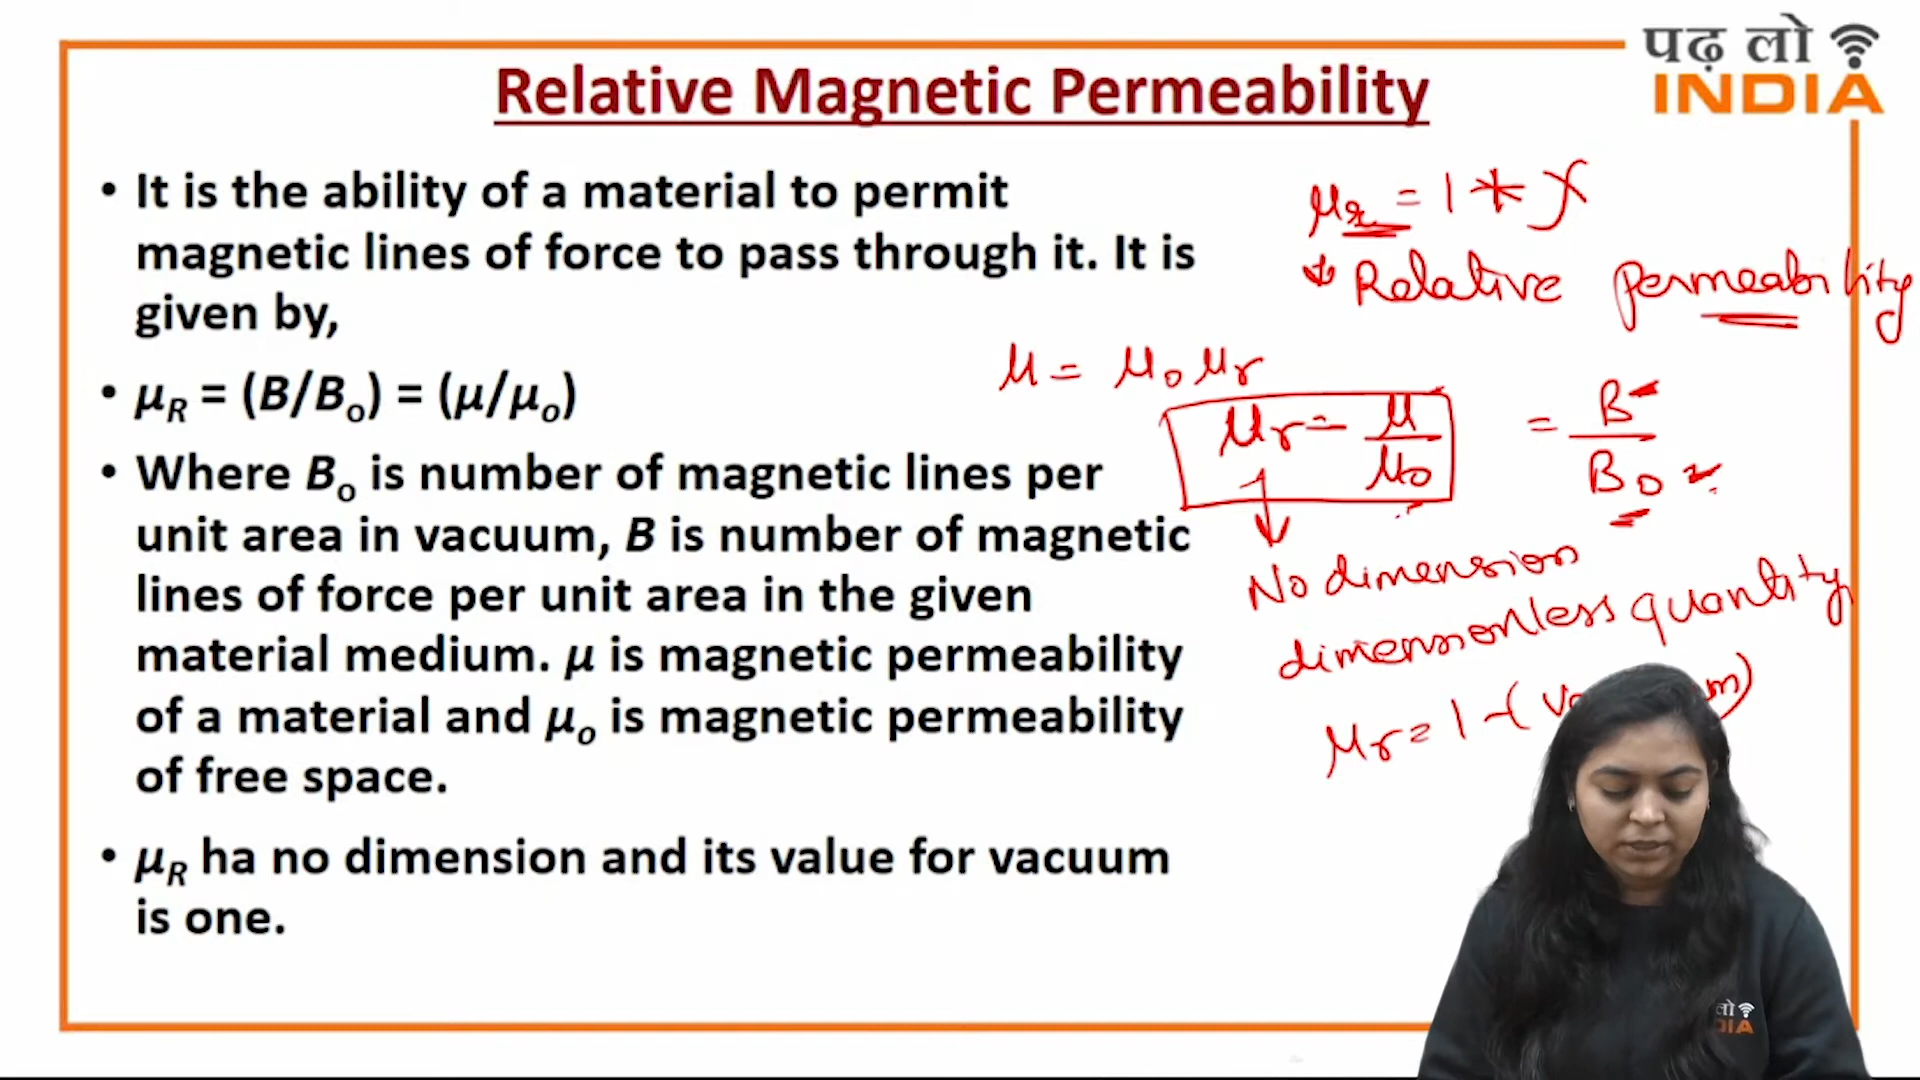 पढ़ लो
INDIA
Relative Magnetic Permeability
• It is the ability of a material to permit
magnetic lines of force to pass through it. It is
given by,
• μR = (B/Bo) = (μ/μo)
• Where Bo is number of magnetic lines per
unit area in vacuum, B is number of magnetic
lines of force per unit area in the given
material medium. μ is magnetic permeability
of a material and μo is magnetic permeability
of free space.
• μR ha no dimension and its value for vacuum
is one.
μr = 1 + χ
Relative permeability
μ = μo μr
μr = μ/μo = B/Bo
No dimension
dimensionless quantity
μr = 1
लो
DIA